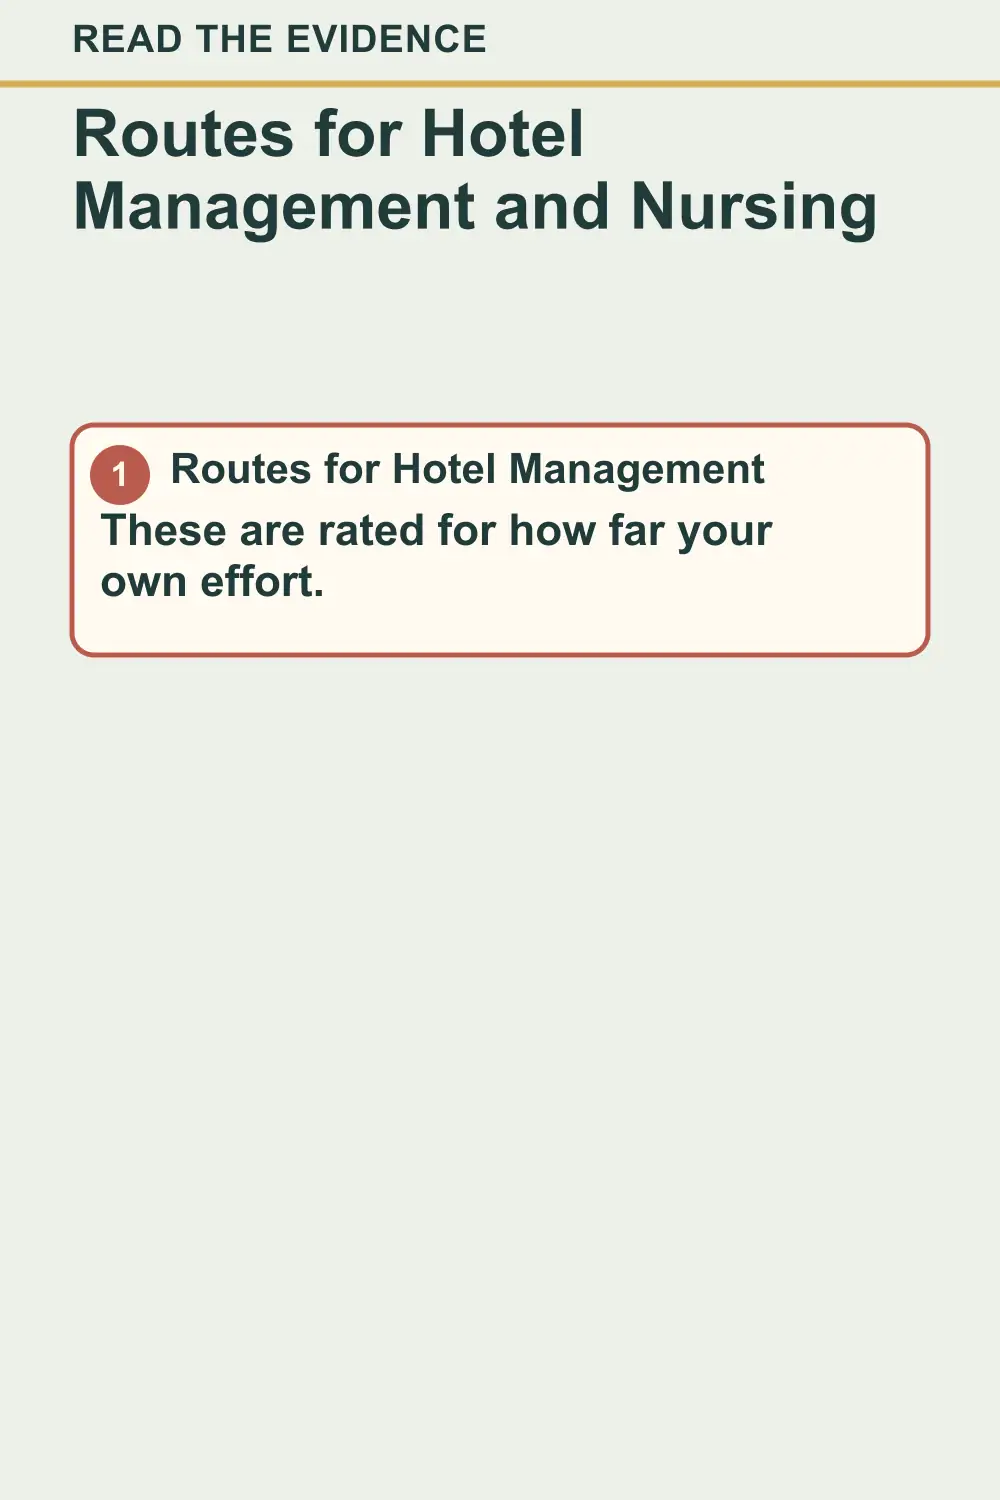 READ THE EVIDENCE
Routes for Hotel
Management and Nursing
1 Routes for Hotel Management
These are rated for how far your
own effort.